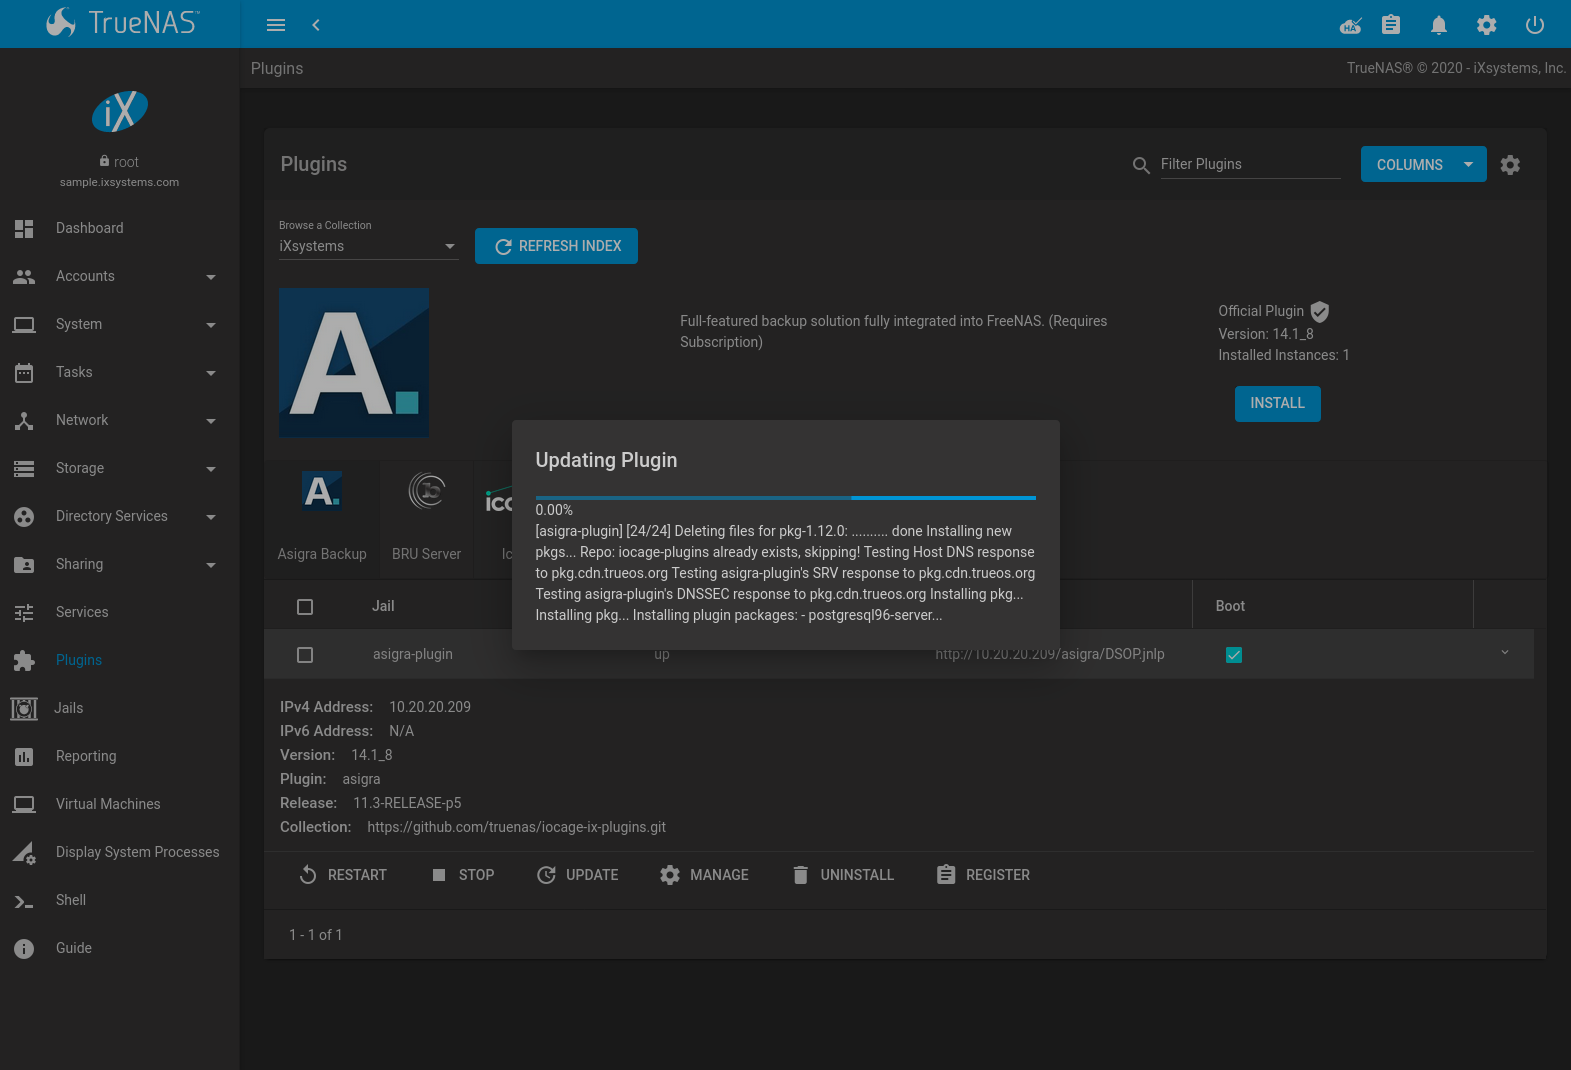 TrueNAS™
HA
Plugins
TrueNAS® © 2020 - iXsystems, Inc.
iX
root
sample.ixsystems.com
Dashboard
Accounts
System
Tasks
Network
Storage
Directory Services
Sharing
Services
Plugins
Jails
Reporting
Virtual Machines
Display System Processes
Shell
Guide
Plugins
Filter Plugins
COLUMNS
Browse a Collection
iXsystems
REFRESH INDEX
A.
Full-featured backup solution fully integrated into FreeNAS. (Requires
Subscription)
Official Plugin
Version: 14.1_8
Installed Instances: 1
INSTALL
A.
Asigra Backup
BRU Server
Updating Plugin
0.00%
[asigra-plugin] [24/24] Deleting files for pkg-1.12.0: .......... done Installing new
pkgs... Repo: iocage-plugins already exists, skipping! Testing Host DNS response
to pkg.cdn.trueos.org Testing asigra-plugin's SRV response to pkg.cdn.trueos.org
Testing asigra-plugin's DNSSEC response to pkg.cdn.trueos.org Installing pkg...
Installing pkg... Installing plugin packages: - postgresql96-server...
Jail
Boot
asigra-plugin
up
http://10.20.20.209/asigra/DSOP.jnlp
IPv4 Address: 10.20.20.209
IPv6 Address: N/A
Version: 14.1_8
Plugin: asigra
Release: 11.3-RELEASE-p5
Collection: https://github.com/truenas/iocage-ix-plugins.git
RESTART
STOP
UPDATE
MANAGE
UNINSTALL
REGISTER
1 - 1 of 1